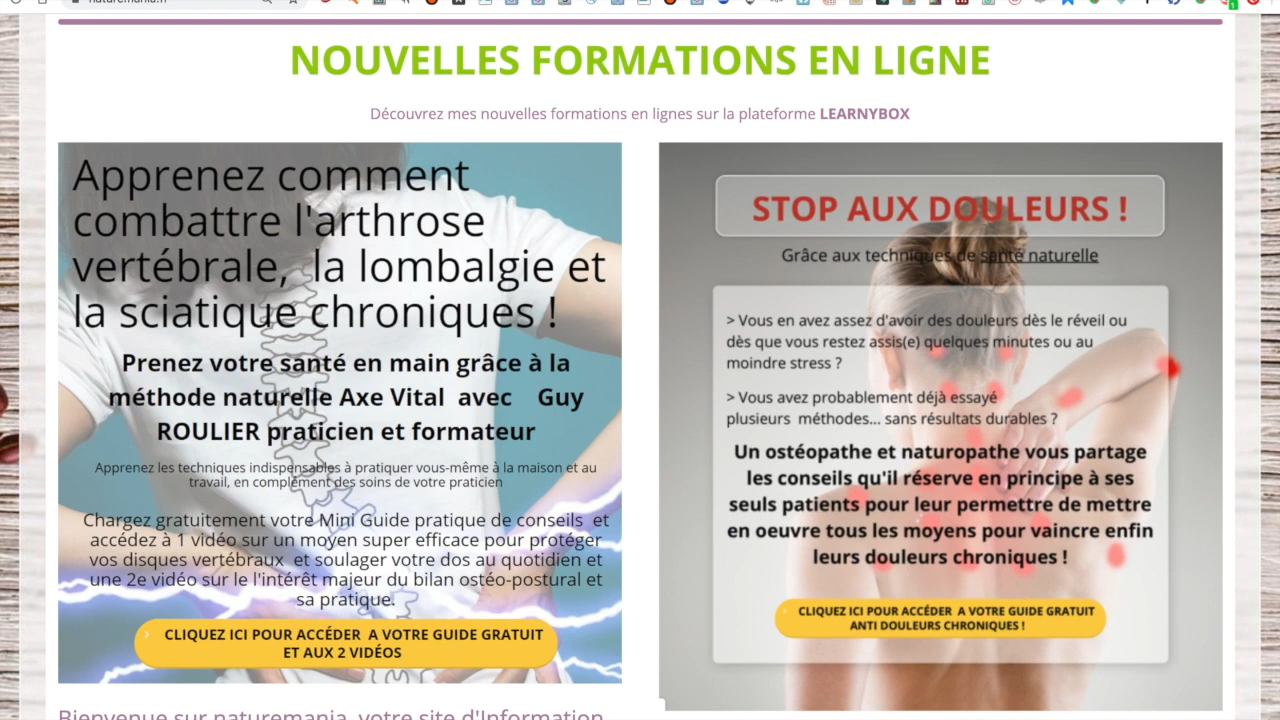 NOUVELLES FORMATIONS EN LIGNE
Découvrez mes nouvelles formations en lignes sur la plateforme LEARNYBOX
Apprenez comment
combattre l'arthrose
vertébrale, la lombalgie et
la sciatique chroniques !
Prenez votre santé en main grâce à la
méthode naturelle Axe Vital avec Guy
ROULIER praticien et formateur
Apprenez les techniques indispensables à pratiquer vous-même à la maison et au
travail, en complément des soins de votre praticien
Chargez gratuitement votre Mini Guide pratique de conseils et
accédez à 1 vidéo sur un moyen super efficace pour protéger
vos disques vertébraux et soulager votre dos au quotidien et
une 2e vidéo sur le l'intérêt majeur du bilan ostéo-postural et
sa pratique.
CLIQUEZ ICI POUR ACCÉDER A VOTRE GUIDE GRATUIT
ET AUX 2 VIDÉOS
STOP AUX DOULEURS !
Grâce aux techniques de santé naturelle
> Vous en avez assez d'avoir des douleurs dès le réveil ou
dès que vous restez assis(e) quelques minutes ou au
moindre stress ?
> Vous avez probablement déjà essayé
plusieurs méthodes... sans résultats durables ?
Un ostéopathe et naturopathe vous partage
les conseils qu'il réserve en principe à ses
seuls patients pour leur permettre de mettre
en oeuvre tous les moyens pour vaincre enfin
leurs douleurs chroniques !
CLIQUEZ ICI POUR ACCÉDER A VOTRE GUIDE GRATUIT
ANTI DOULEURS CHRONIQUES !
Bienvenue sur naturemania, votre site d'Information